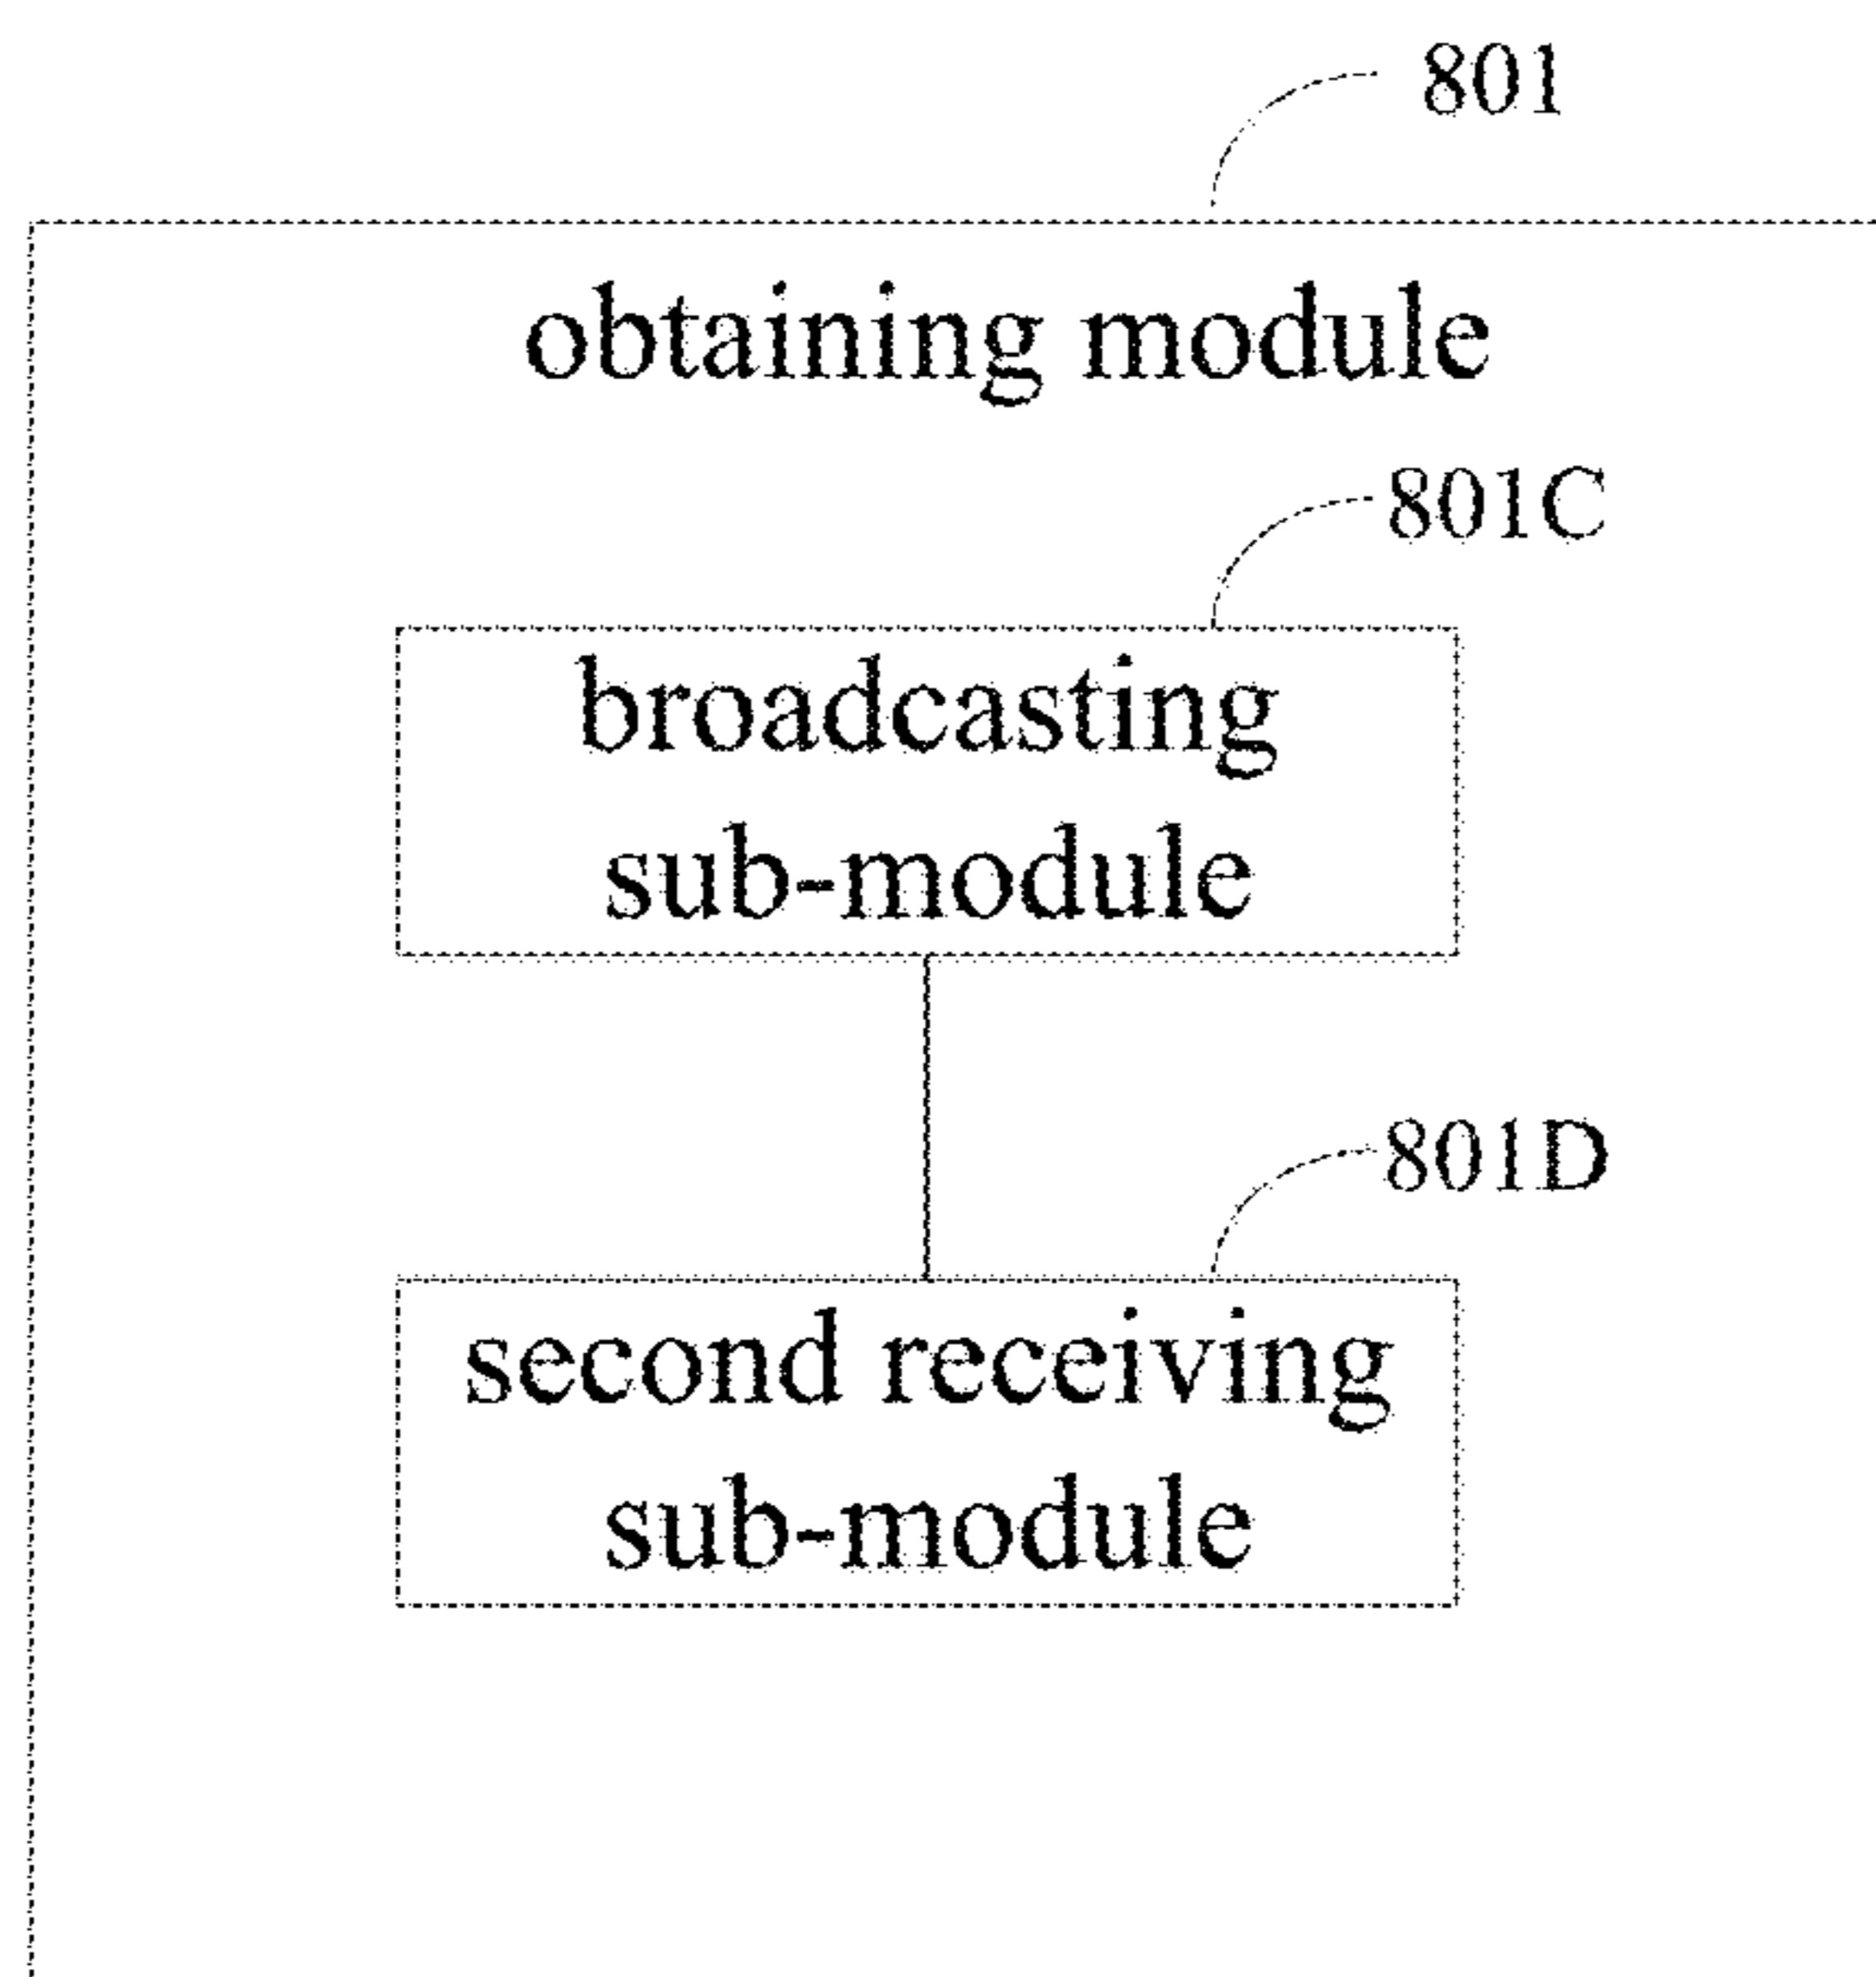 801
obtaining module
801C
broadcasting
sub-module
801D
second receiving
sub-module